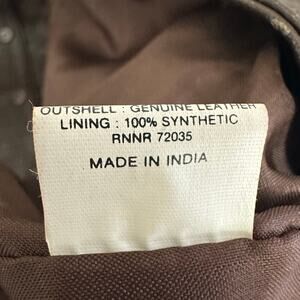 OUTSHELL : GENUINE LEATHER
LINING : 100% SYNTHETIC
RNNR 72035
MADE IN INDIA